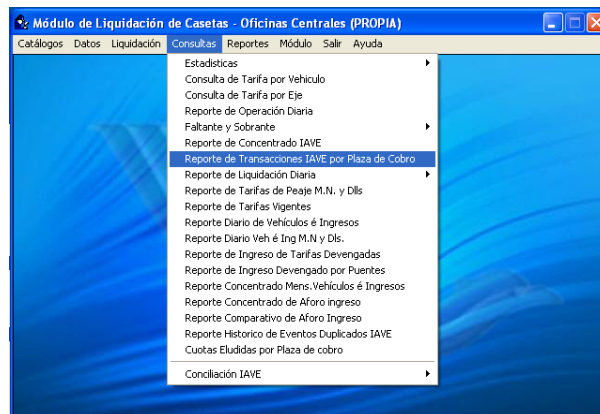 Módulo de Liquidación de Casetas - Oficinas Centrales (PROPIA)
Catálogos Datos Liquidación Consultas Reportes Módulo Salir Ayuda
Estadisticas
Consulta de Tarifa por Vehiculo
Consulta de Tarifa por Eje
Reporte de Operación Diaria
Faltante y Sobrante
Reporte de Concentrado IAVE
Reporte de Transacciones IAVE por Plaza de Cobro
Reporte de Liquidación Diaria
Reporte de Tarifas de Peaje M.N. y Dlls
Reporte de Tarifas Vigentes
Reporte Diario de Vehículos é Ingresos
Reporte Diario Veh é Ing M.N y Dls.
Reporte de Ingreso de Tarifas Devengadas
Reporte de Ingreso Devengado por Puentes
Reporte Concentrado Mens.Vehículos é Ingresos
Reporte Concentrado de Aforo ingreso
Reporte Comparativo de Aforo Ingreso
Reporte Historico de Eventos Duplicados IAVE
Cuotas Eludidas por Plaza de cobro
Conciliación IAVE